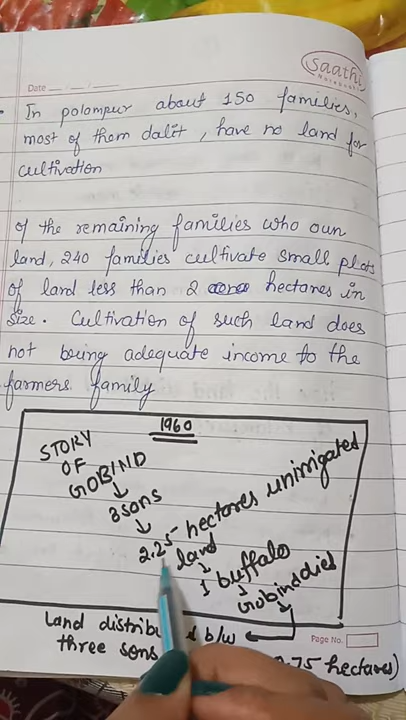 Saathi
Notebook
Date
In polampur about 150 families,
most of them dalit, have no land for
cultivation
of the remaining families who own
land, 240 families cultivate small plots
of land less than 2 hectares in
size. Cultivation of such land does
not bring adequate income to the
farmers family
1960
STORY
OF
GOBIND
↓
3 sons
↓
2.25 hectares unirrigated
land
↓
1 buffalo
↓
Gobind died
Land b/w
three sons .75 hectares)
Page No.